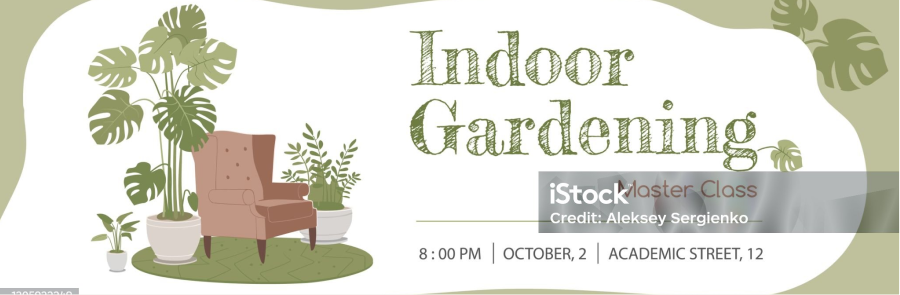 Indoor
Gardening
Master Class
iStock
Credit: Aleksey Sergienko
8 : 00 PM | OCTOBER, 2 | ACADEMIC STREET, 12